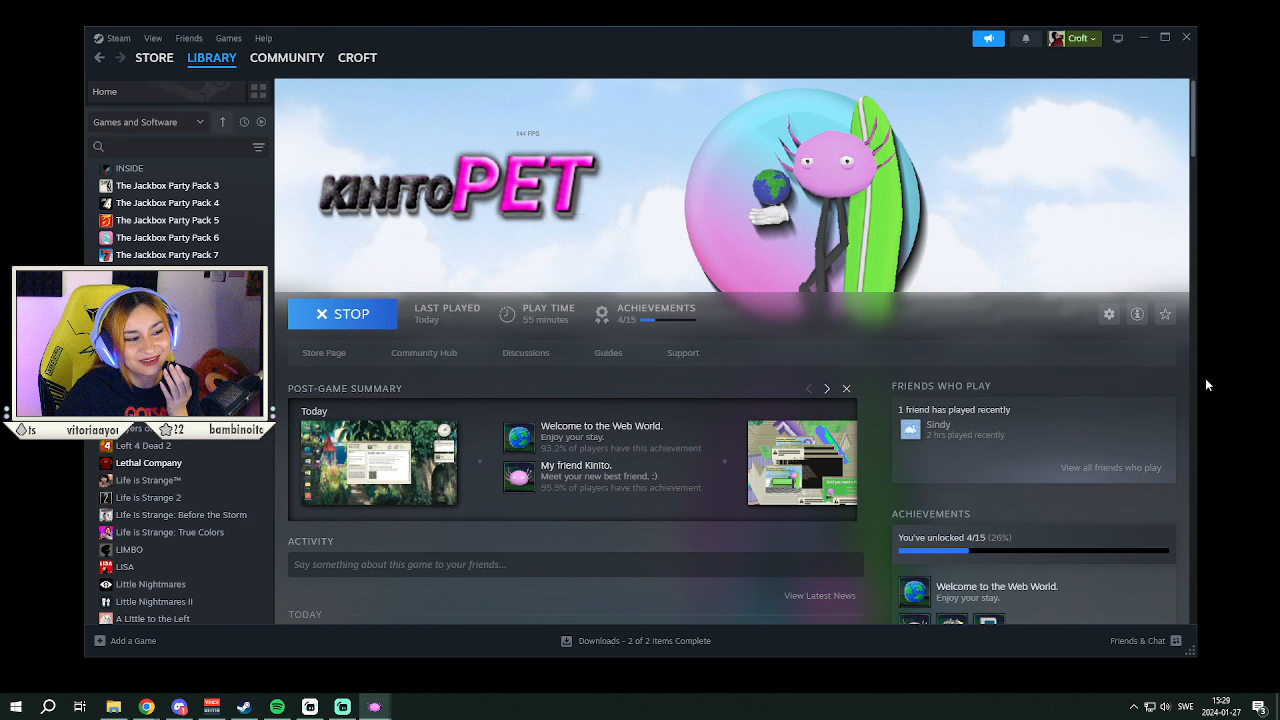 Steam View Friends Games Help
Croft
STORE LIBRARY COMMUNITY CROFT
Home
Games and Software
INSIDE
The Jackbox Party Pack 3
The Jackbox Party Pack 4
The Jackbox Party Pack 5
The Jackbox Party Pack 6
The Jackbox Party Pack 7
Left 4 Dead 2
Lethal Company
Life is Strange™
Life is Strange 2
Life is Strange: Before the Storm
Life is Strange: True Colors
LIMBO
LISA
Little Nightmares
Little Nightmares II
A Little to the Left
144 FPS
KINITOPET
STOP
LAST PLAYED
Today
PLAY TIME
55 minutes
ACHIEVEMENTS
4/15
Store Page Community Hub Discussions Guides Support
POST-GAME SUMMARY
Today
Welcome to the Web World.
Enjoy your stay.
93.2% of players have this achievement
My friend Kinito.
Meet your new best friend. :)
95.9% of players have this achievement
ACTIVITY
Say something about this game to your friends...
View Latest News
TODAY
FRIENDS WHO PLAY
1 friend has played recently
Sindy
2 hrs played recently
View all friends who play
ACHIEVEMENTS
You've unlocked 4/15 (26%)
Welcome to the Web World.
Enjoy your stay.
Add a Game
Downloads - 2 of 2 Items Complete
Friends & Chat
SWE
15:29
2024-01-27